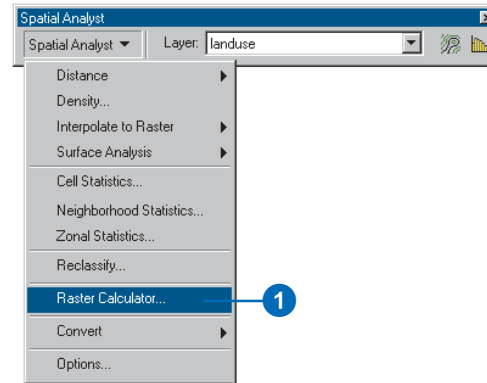 Spatial Analyst
Spatial Analyst Layer: landuse
Distance
Density...
Interpolate to Raster
Surface Analysis
Cell Statistics...
Neighborhood Statistics...
Zonal Statistics...
Reclassify...
Raster Calculator... 1
Convert
Options...